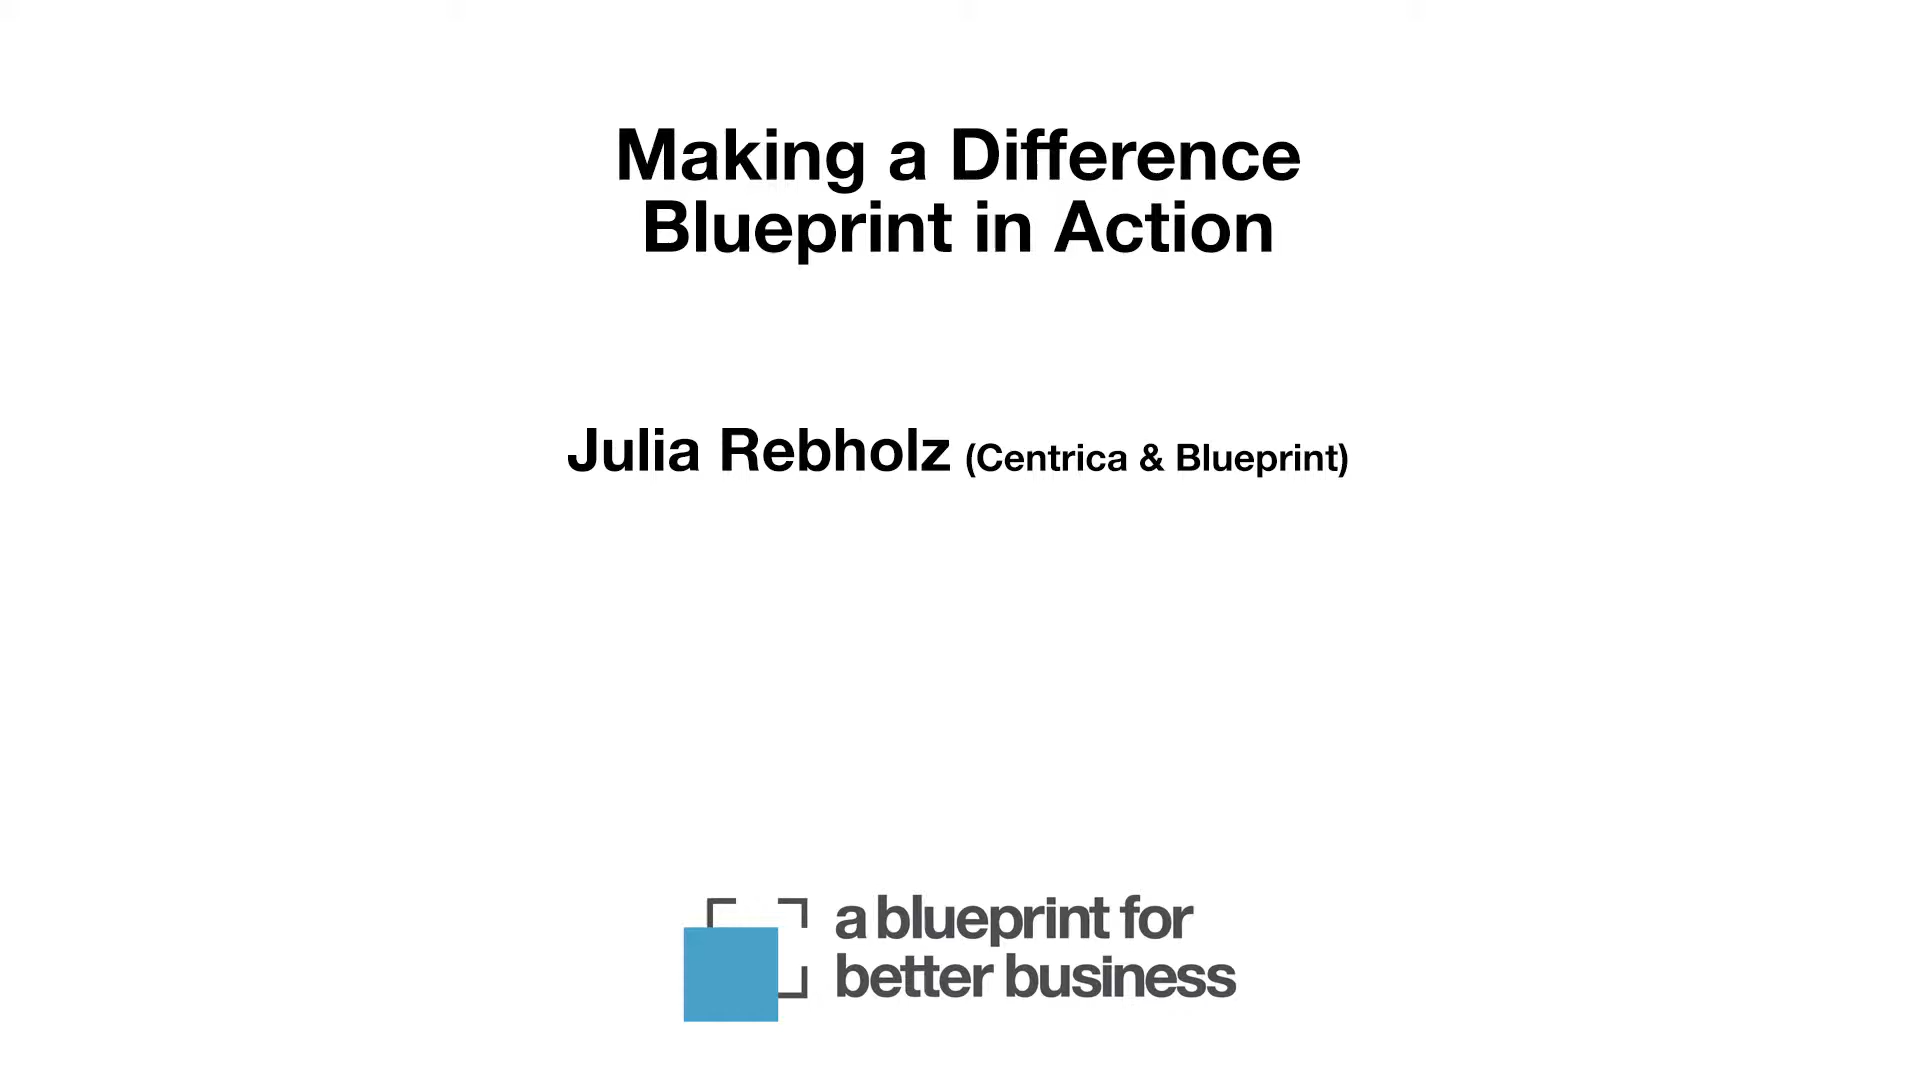 Making a Difference
Blueprint in Action
Julia Rebholz (Centrica & Blueprint)
a blueprint for
better business